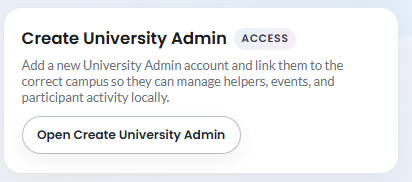 Create University Admin ACCESS
Add a new University Admin account and link them to the
correct campus so they can manage helpers, events, and
participant activity locally.
Open Create University Admin